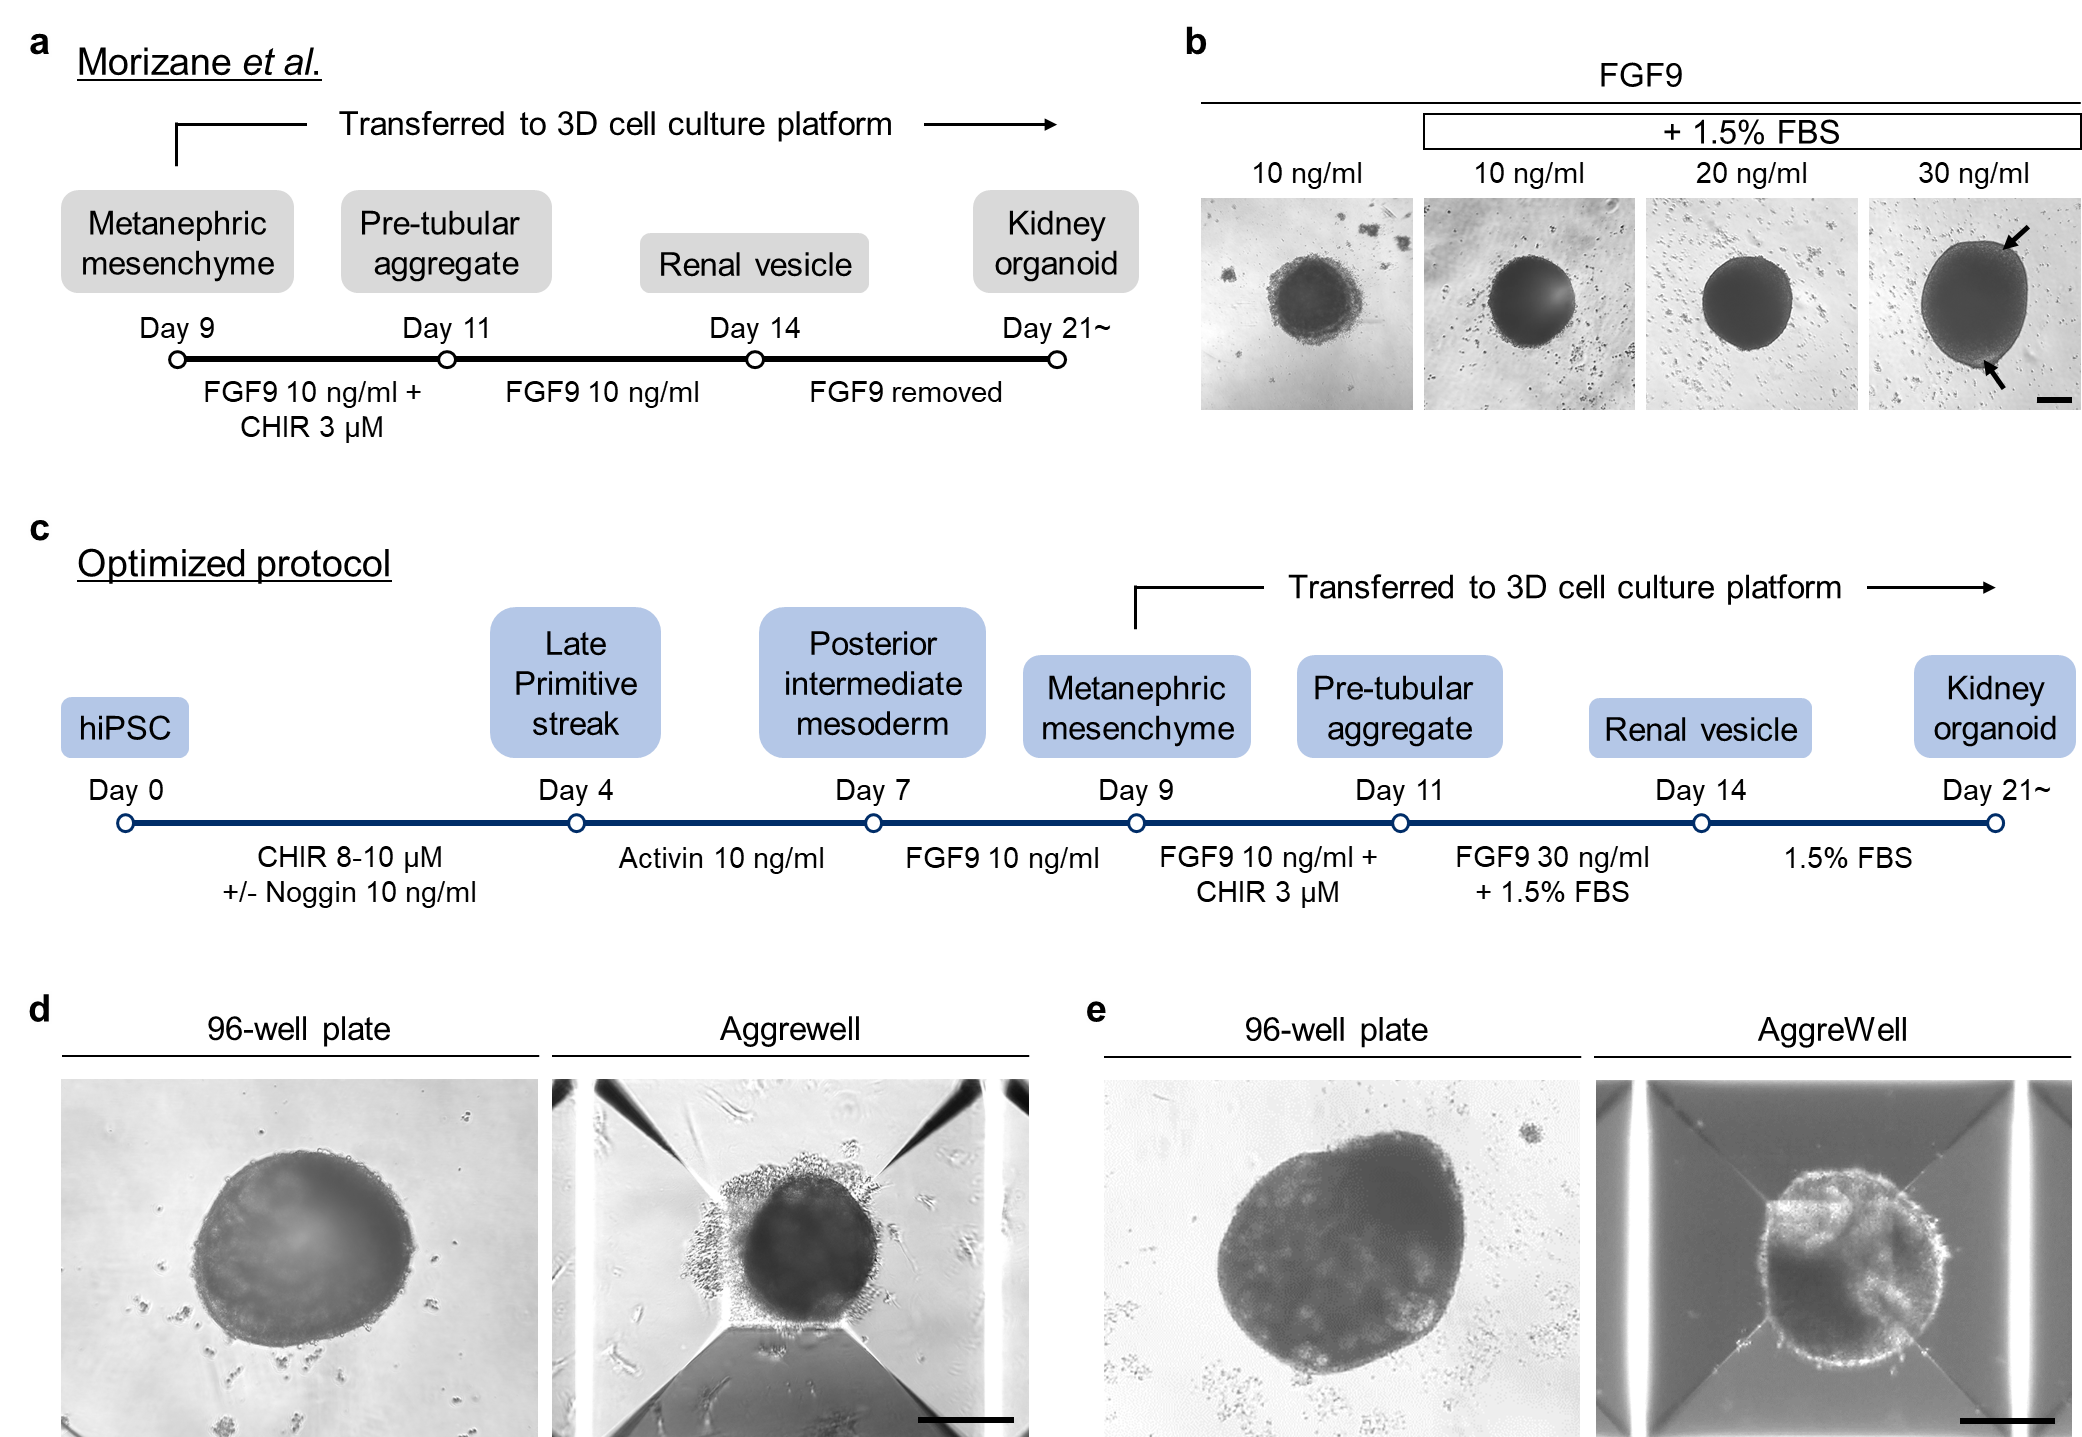 a
Morizane et al.
Transferred to 3D cell culture platform
Metanephric
mesenchyme
Pre-tubular
aggregate
Renal vesicle
Kidney
organoid
Day 9
Day 11
Day 14
Day 21~
FGF9 10 ng/ml +
CHIR 3 µM
FGF9 10 ng/ml
FGF9 removed
b
FGF9
+ 1.5% FBS
10 ng/ml
10 ng/ml
20 ng/ml
30 ng/ml
c
Optimized protocol
Transferred to 3D cell culture platform
hiPSC
Late
Primitive
streak
Posterior
intermediate
mesoderm
Metanephric
mesenchyme
Pre-tubular
aggregate
Renal vesicle
Kidney
organoid
Day 0
Day 4
Day 7
Day 9
Day 11
Day 14
Day 21~
CHIR 8-10 µM
+/- Noggin 10 ng/ml
Activin 10 ng/ml
FGF9 10 ng/ml
FGF9 10 ng/ml +
CHIR 3 µM
FGF9 30 ng/ml
+ 1.5% FBS
1.5% FBS
d
96-well plate
Aggrewell
e
96-well plate
AggreWell